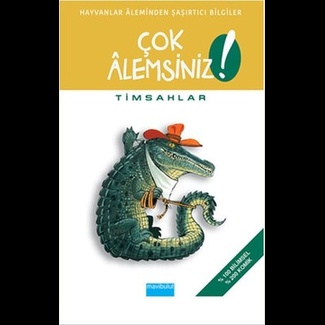 HAYVANLAR ÂLEMİNDEN ŞAŞIRTICI BİLGİLER
ÇOK
ÂLEMSİNİZ!
TİMSAHLAR
% 100 BİLİMSEL
% 200 KOMİK
mavibulut